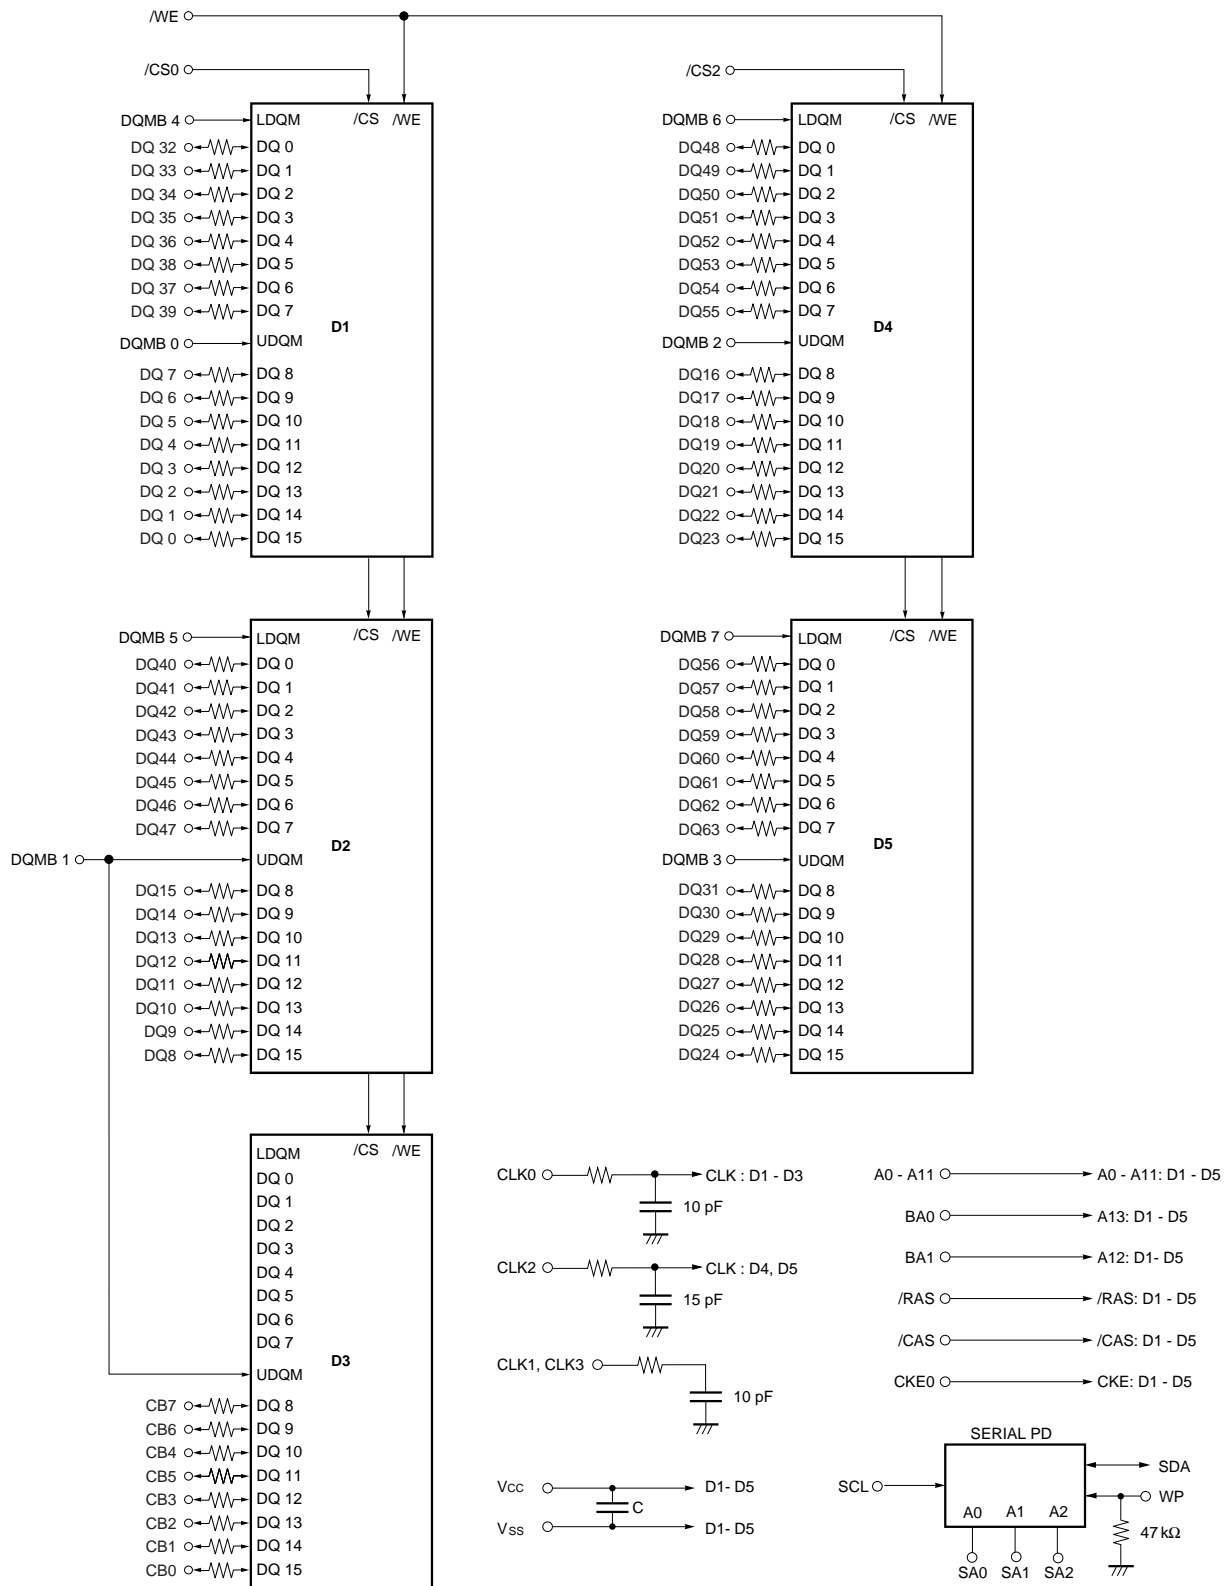 /WE
/CS0
/CS2
DQMB 4
LDQM /CS /WE
DQ 32 DQ 0
DQ 33 DQ 1
DQ 34 DQ 2
DQ 35 DQ 3
DQ 36 DQ 4
DQ 38 DQ 5
DQ 37 DQ 6
DQ 39 DQ 7
D1
DQMB 0 UDQM
DQ 7 DQ 8
DQ 6 DQ 9
DQ 5 DQ 10
DQ 4 DQ 11
DQ 3 DQ 12
DQ 2 DQ 13
DQ 1 DQ 14
DQ 0 DQ 15
DQMB 6
LDQM /CS /WE
DQ48 DQ 0
DQ49 DQ 1
DQ50 DQ 2
DQ51 DQ 3
DQ52 DQ 4
DQ53 DQ 5
DQ54 DQ 6
DQ55 DQ 7
D4
DQMB 2 UDQM
DQ16 DQ 8
DQ17 DQ 9
DQ18 DQ 10
DQ19 DQ 11
DQ20 DQ 12
DQ21 DQ 13
DQ22 DQ 14
DQ23 DQ 15
DQMB 5
LDQM /CS /WE
DQ40 DQ 0
DQ41 DQ 1
DQ42 DQ 2
DQ43 DQ 3
DQ44 DQ 4
DQ45 DQ 5
DQ46 DQ 6
DQ47 DQ 7
D2
DQMB 1 UDQM
DQ15 DQ 8
DQ14 DQ 9
DQ13 DQ 10
DQ12 DQ 11
DQ11 DQ 12
DQ10 DQ 13
DQ9 DQ 14
DQ8 DQ 15
DQMB 7
LDQM /CS /WE
DQ56 DQ 0
DQ57 DQ 1
DQ58 DQ 2
DQ59 DQ 3
DQ60 DQ 4
DQ61 DQ 5
DQ62 DQ 6
DQ63 DQ 7
D5
DQMB 3 UDQM
DQ31 DQ 8
DQ30 DQ 9
DQ29 DQ 10
DQ28 DQ 11
DQ27 DQ 12
DQ26 DQ 13
DQ25 DQ 14
DQ24 DQ 15
LDQM /CS /WE
DQ 0
DQ 1
DQ 2
DQ 3
DQ 4
DQ 5
DQ 6
DQ 7
D3
UDQM
CB7 DQ 8
CB6 DQ 9
CB4 DQ 10
CB5 DQ 11
CB3 DQ 12
CB2 DQ 13
CB1 DQ 14
CB0 DQ 15
CLK0 CLK : D1 - D3
10 pF
CLK2 CLK : D4, D5
15 pF
CLK1, CLK3
10 pF
Vcc D1- D5
C
Vss D1- D5
A0 - A11 A0 - A11: D1 - D5
BA0 A13: D1 - D5
BA1 A12: D1- D5
/RAS /RAS: D1 - D5
/CAS /CAS: D1 - D5
CKE0 CKE: D1 - D5
SERIAL PD
SDA
SCL
WP
A0 A1 A2
47 kΩ
SA0 SA1 SA2